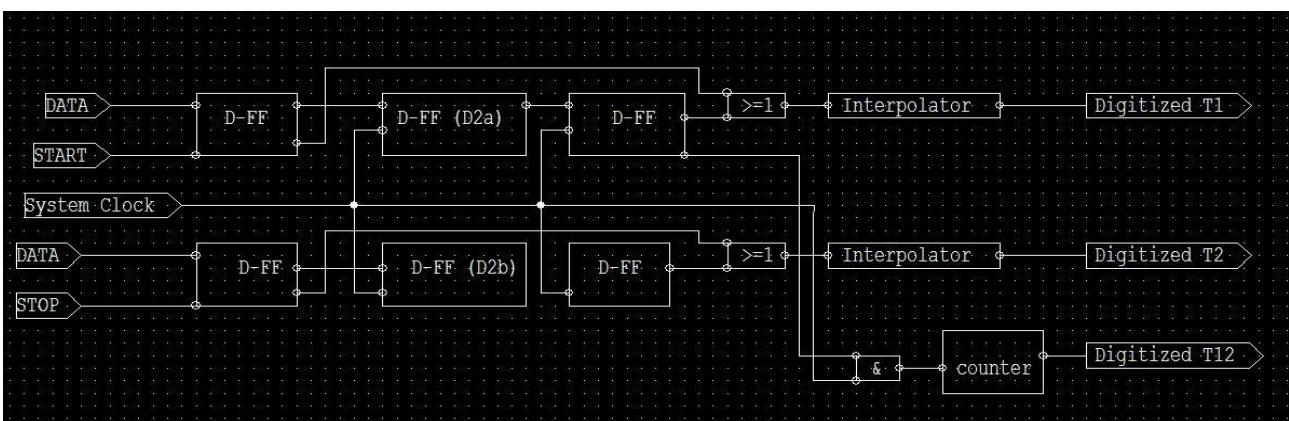 DATA
D-FF
D-FF (D2a)
D-FF
>=1
Interpolator
Digitized T1
START
System Clock
DATA
D-FF
D-FF (D2b)
D-FF
>=1
Interpolator
Digitized T2
STOP
&
counter
Digitized T12